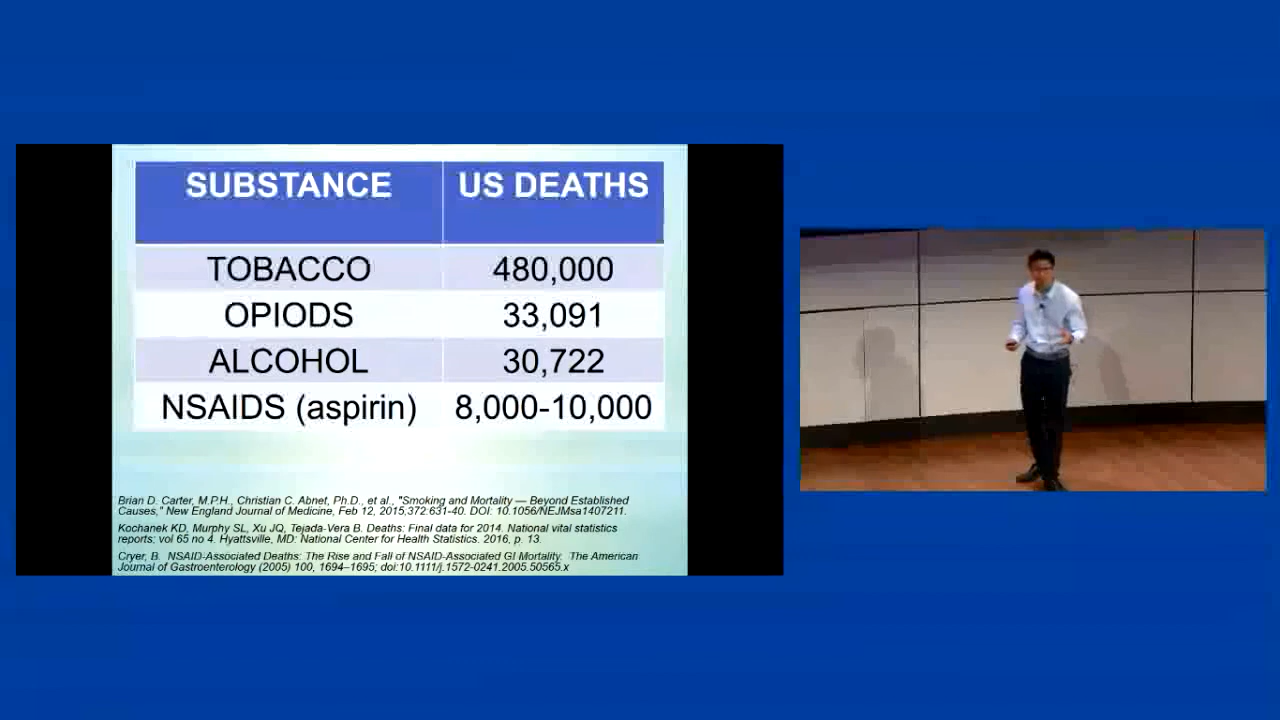 SUBSTANCE US DEATHS
TOBACCO 480,000
OPIODS 33,091
ALCOHOL 30,722
NSAIDS (aspirin) 8,000-10,000
Brian D. Carter, M.P.H., Christian C. Abnet, Ph.D., et al., "Smoking and Mortality — Beyond Established
Causes," New England Journal of Medicine, Feb 12, 2015,372:631-40. DOI: 10.1056/NEJMsa1407211.
Kochanek KD, Murphy SL, Xu JQ, Tejada-Vera B. Deaths: Final data for 2014. National vital statistics
reports; vol 65 no 4. Hyattsville, MD: National Center for Health Statistics. 2016, p. 13.
Cryer, B. NSAID-Associated Deaths: The Rise and Fall of NSAID-Associated GI Mortality. The American
Journal of Gastroenterology (2005) 100, 1694–1695; doi:10.1111/j.1572-0241.2005.50565.x